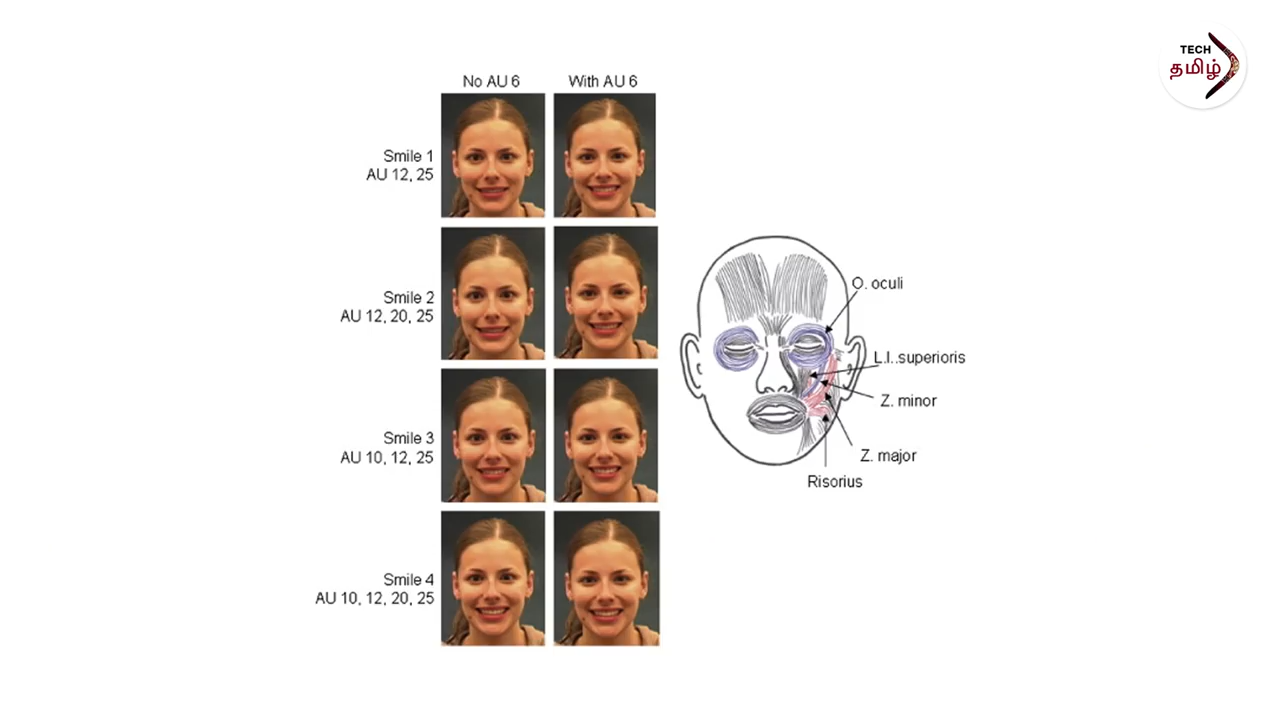 TECH
தமிழ்
No AU 6
With AU 6
Smile 1
AU 12, 25
Smile 2
AU 12, 20, 25
Smile 3
AU 10, 12, 25
Smile 4
AU 10, 12, 20, 25
O. oculi
L.l..superioris
Z. minor
Z. major
Risorius